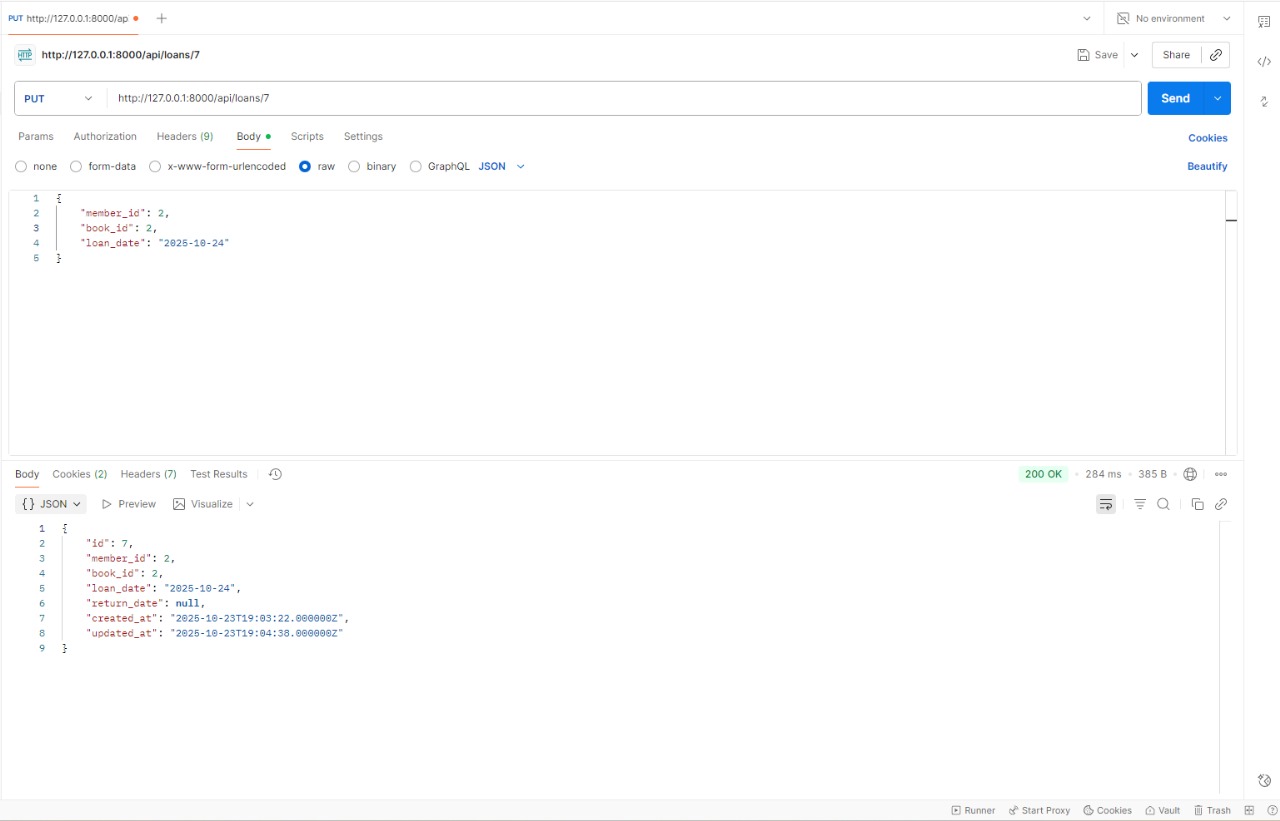 PUT http://127.0.0.1:8000/ap
No environment
HTTP http://127.0.0.1:8000/api/loans/7
Save Share
PUT http://127.0.0.1:8000/api/loans/7 Send
Params Authorization Headers (9) Body Scripts Settings Cookies
none form-data x-www-form-urlencoded raw binary GraphQL JSON Beautify
1 {
2 "member_id": 2,
3 "book_id": 2,
4 "loan_date": "2025-10-24"
5 }
Body Cookies (2) Headers (7) Test Results 200 OK 284 ms 385 B
{} JSON Preview Visualize
1 {
2 "id": 7,
3 "member_id": 2,
4 "book_id": 2,
5 "loan_date": "2025-10-24",
6 "return_date": null,
7 "created_at": "2025-10-23T19:03:22.000000Z",
8 "updated_at": "2025-10-23T19:04:38.000000Z"
9 }
Runner Start Proxy Cookies Vault Trash